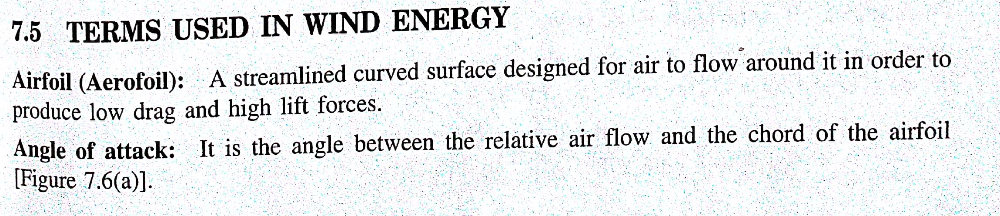 7.5 TERMS USED IN WIND ENERGY
Airfoil (Aerofoil): A streamlined curved surface designed for air to flow around it in order to
produce low drag and high lift forces.
Angle of attack: It is the angle between the relative air flow and the chord of the airfoil
[Figure 7.6(a)].